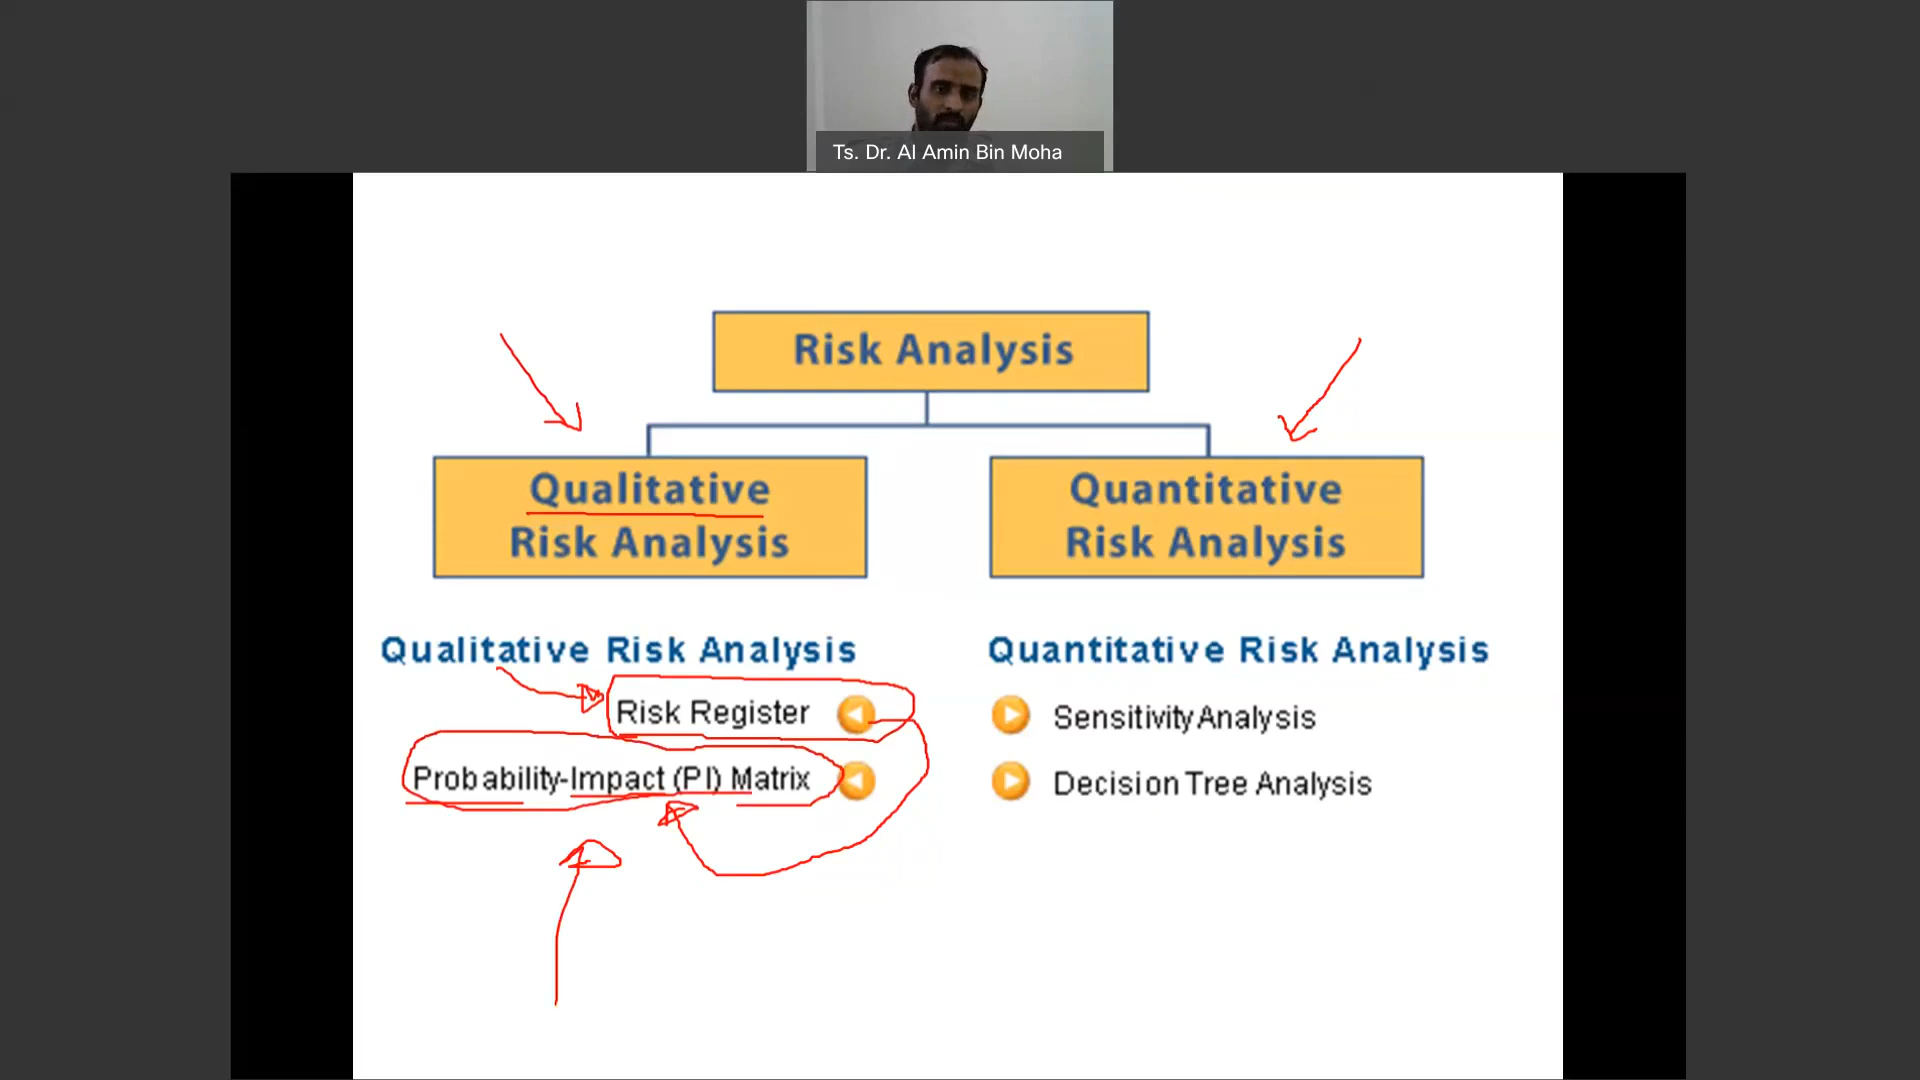 Ts. Dr. Al Amin Bin Moha
Risk Analysis
Qualitative
Risk Analysis
Quantitative
Risk Analysis
Qualitative Risk Analysis
Risk Register
Probability-Impact (PI) Matrix
Quantitative Risk Analysis
Sensitivity Analysis
Decision Tree Analysis